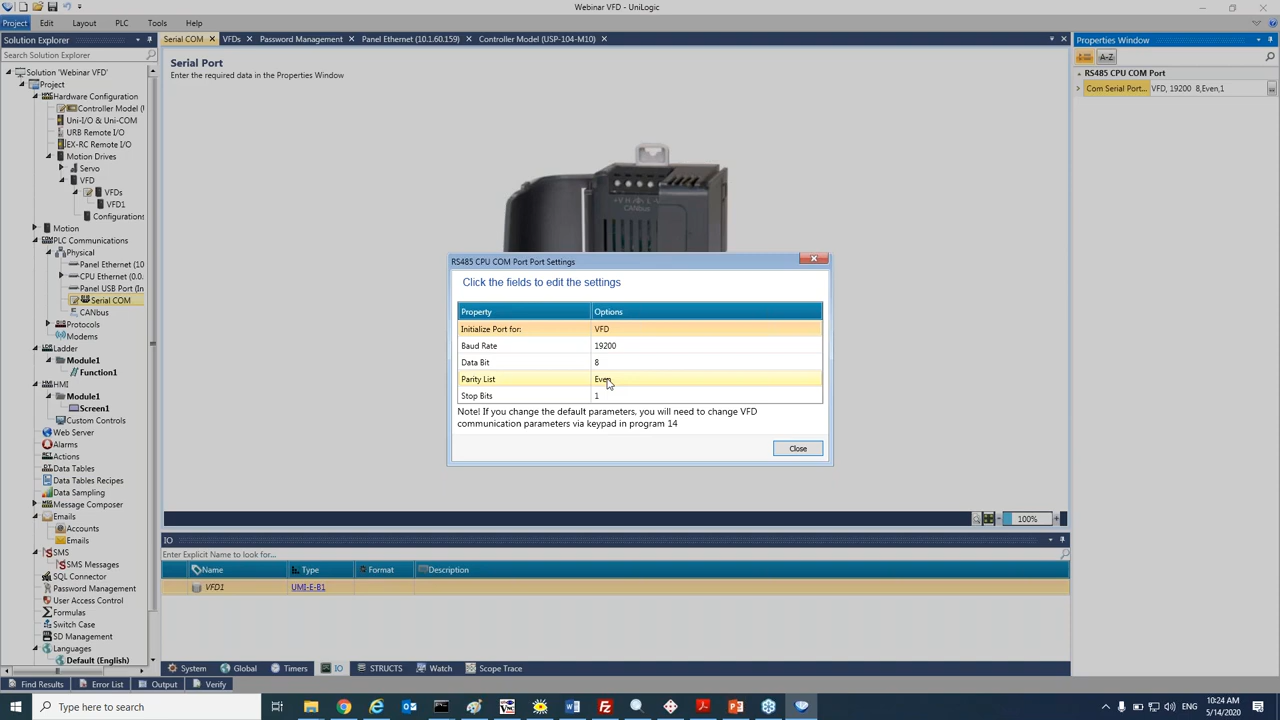 Webinar VFD - UniLogic
Project Edit Layout PLC Tools Help
Solution Explorer
Search Solution Explorer
Solution 'Webinar VFD'
Project
Hardware Configuration
Controller Model (
Uni-I/O & Uni-COM
URB Remote I/O
EX-RC Remote I/O
Motion Drives
Servo
VFD
VFDs
VFD1
Configurations
Motion
PLC Communications
Physical
Panel Ethernet (10
CPU Ethernet (0.0.
Panel USB Port (In
Serial COM
CANbus
Protocols
Modems
Ladder
Module1
Function1
HMI
Module1
Screen1
Custom Controls
Web Server
Alarms
Actions
Data Tables
Data Tables Recipes
Data Sampling
Message Composer
Emails
Accounts
Emails
SMS
SMS Messages
SQL Connector
Password Management
User Access Control
Formulas
Switch Case
SD Management
Languages
Default (English)
Serial COM VFDs Password Management Panel Ethernet (10.1.60.159) Controller Model (USP-104-M10)
Serial Port
Enter the required data in the Properties Window
CANbus
RS485 CPU COM Port Port Settings
Click the fields to edit the settings
Property Options
Initialize Port for: VFD
Baud Rate 19200
Data Bit 8
Parity List Even
Stop Bits 1
Note! If you change the default parameters, you will need to change VFD
communication parameters via keypad in program 14
Close
100%
IO
Enter Explicit Name to look for...
Name Type Format Description
VFD1 UMI-E-B1
System Global Timers IO STRUCTS Watch Scope Trace
Properties Window
A-Z
RS485 CPU COM Port
Com Serial Port... VFD, 19200 8,Even,1
Find Results Error List Output Verify
Type here to search
10:24 AM
5/14/2020